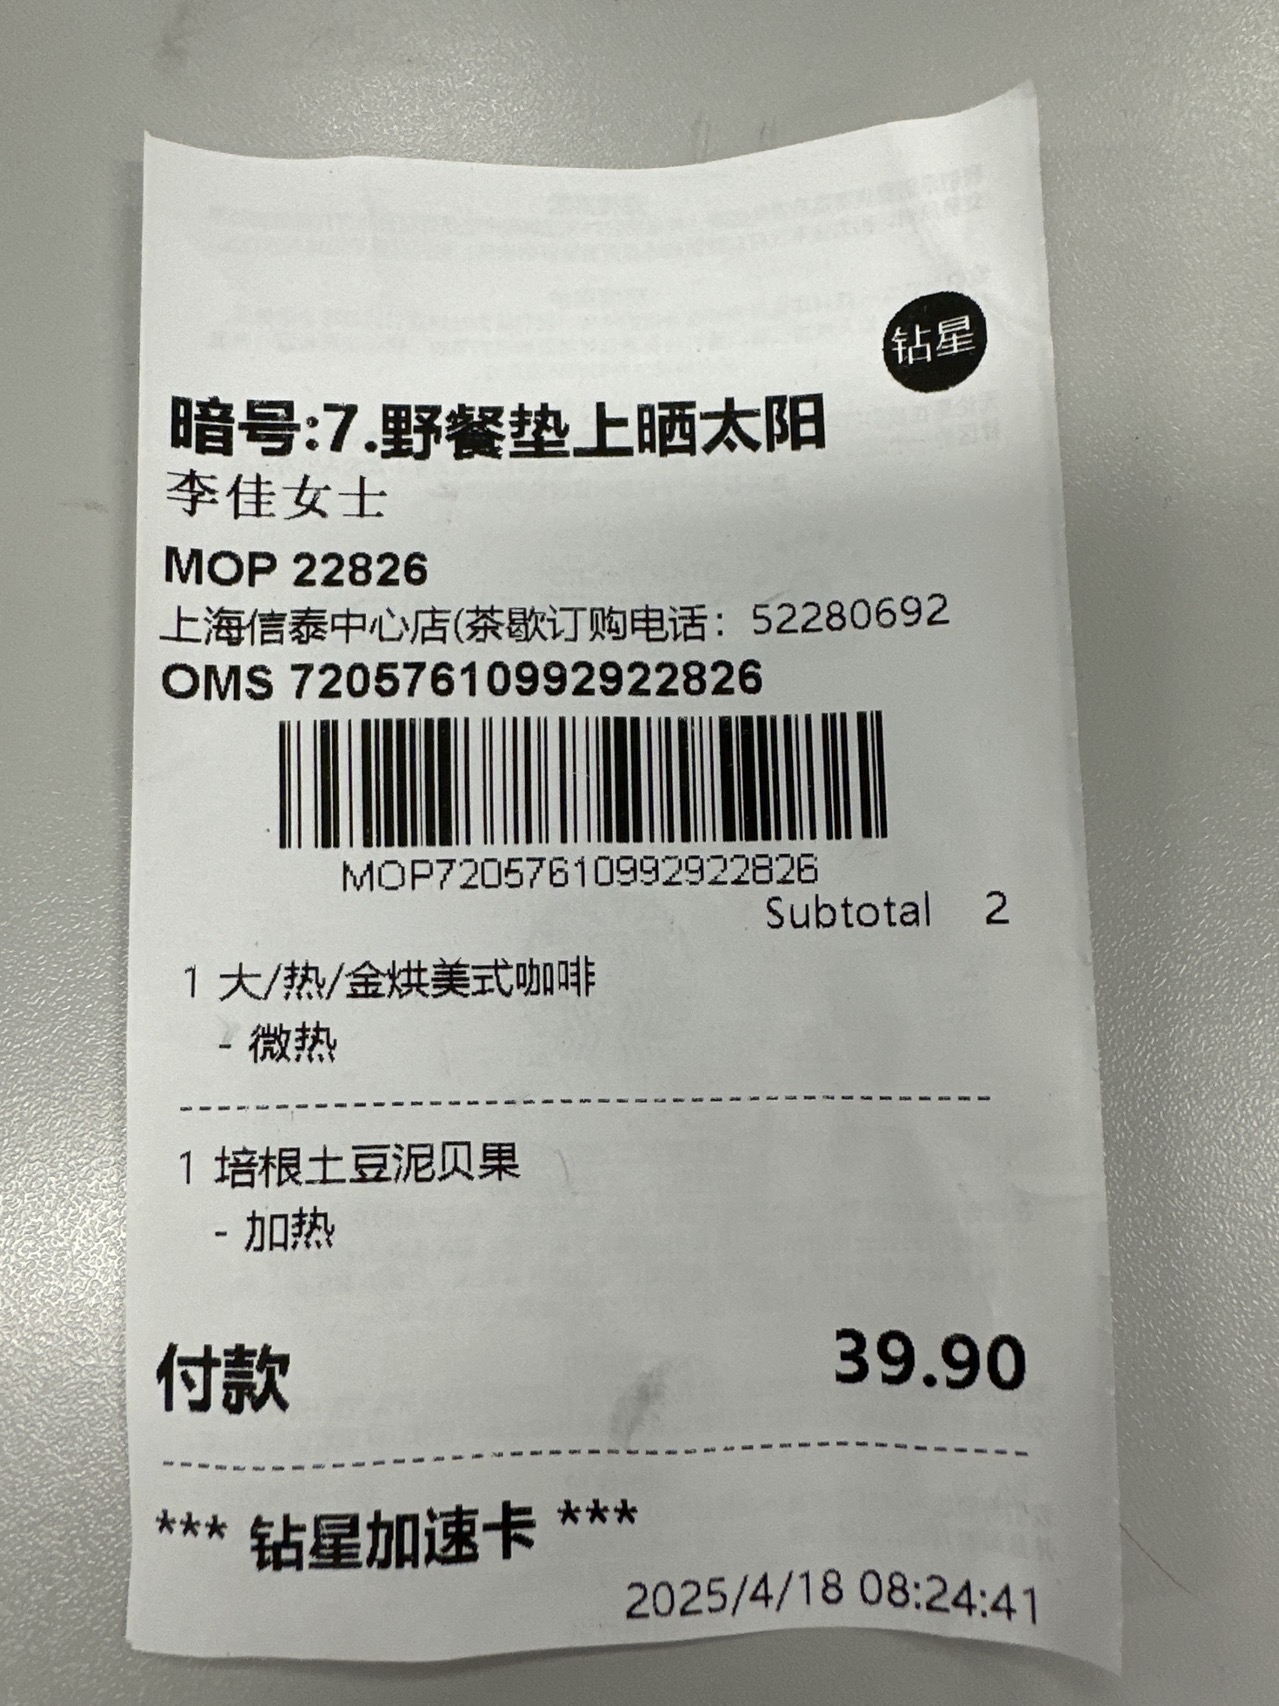 钻星
暗号:7.野餐垫上晒太阳
李佳女士
MOP 22826
上海信泰中心店(茶歇订购电话：52280692
OMS 72057610992922826
MOP72057610992922826
Subtotal 2
1 大/热/金烘美式咖啡
- 微热
1 培根土豆泥贝果
- 加热
付款 39.90
*** 钻星加速卡 ***
2025/4/18 08:24:41